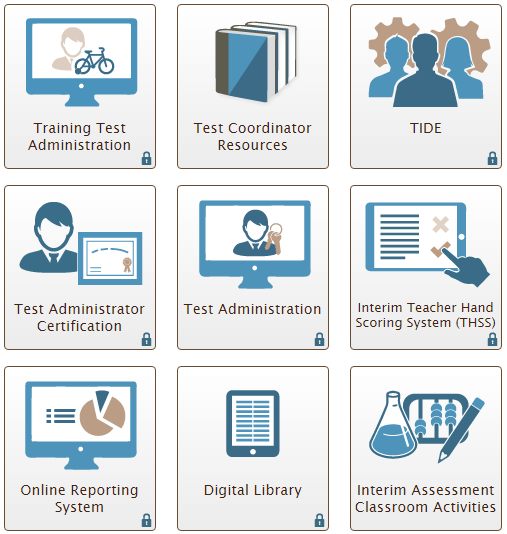 Training Test
Administration
Test Coordinator
Resources
TIDE
Test Administrator
Certification
Test Administration
Interim Teacher Hand
Scoring System (THSS)
Online Reporting
System
Digital Library
Interim Assessment
Classroom Activities